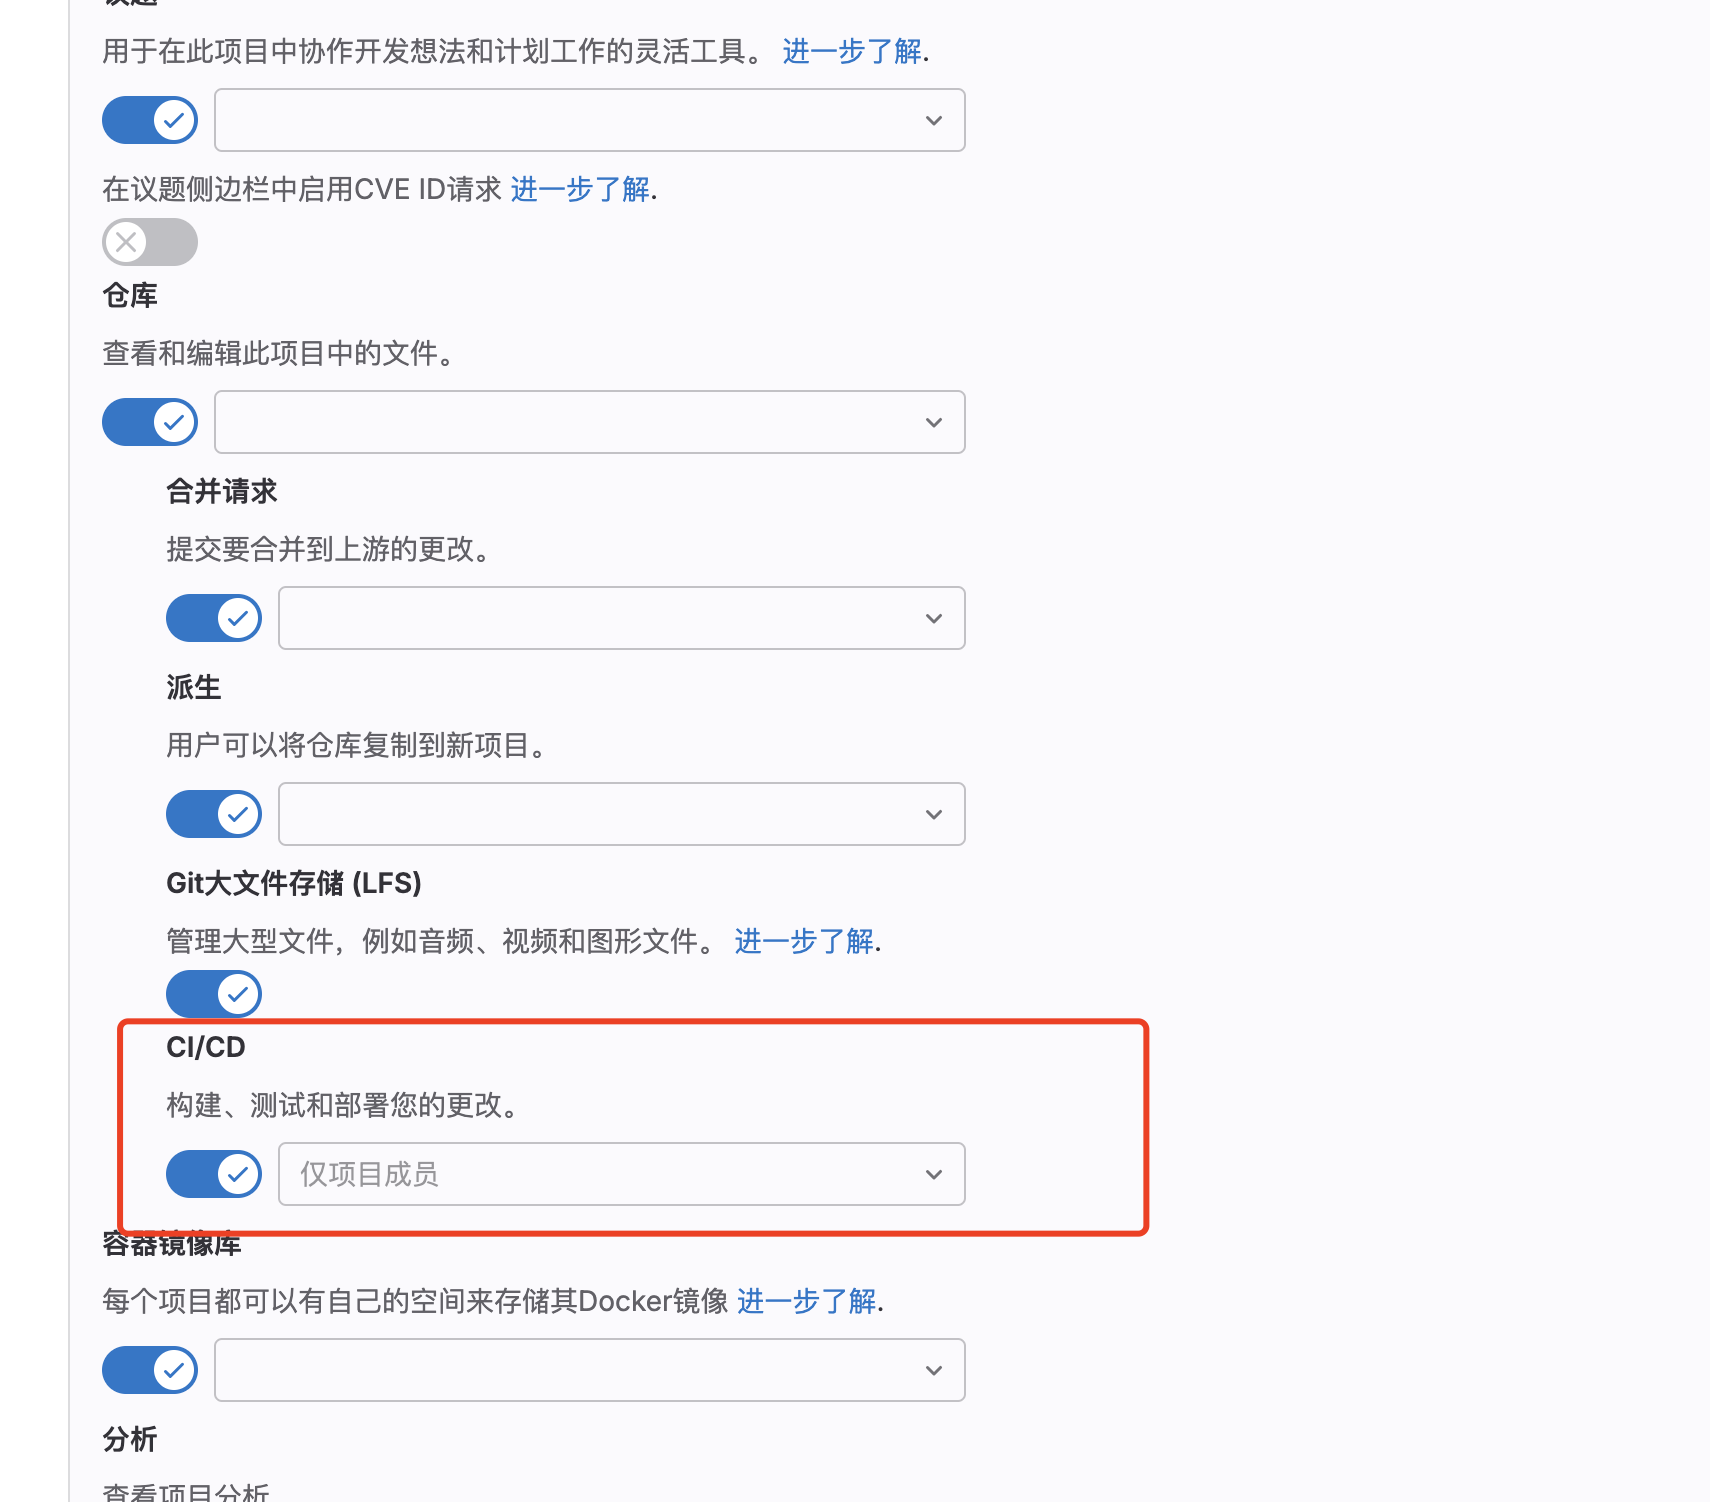 议题
用于在此项目中协作开发想法和计划工作的灵活工具。 进一步了解.
在议题侧边栏中启用CVE ID请求 进一步了解.
仓库
查看和编辑此项目中的文件。
合并请求
提交要合并到上游的更改。
派生
用户可以将仓库复制到新项目。
Git大文件存储 (LFS)
管理大型文件，例如音频、视频和图形文件。 进一步了解.
CI/CD
构建、测试和部署您的更改。
仅项目成员
容器镜像库
每个项目都可以有自己的空间来存储其Docker镜像 进一步了解.
分析
查看项目分析